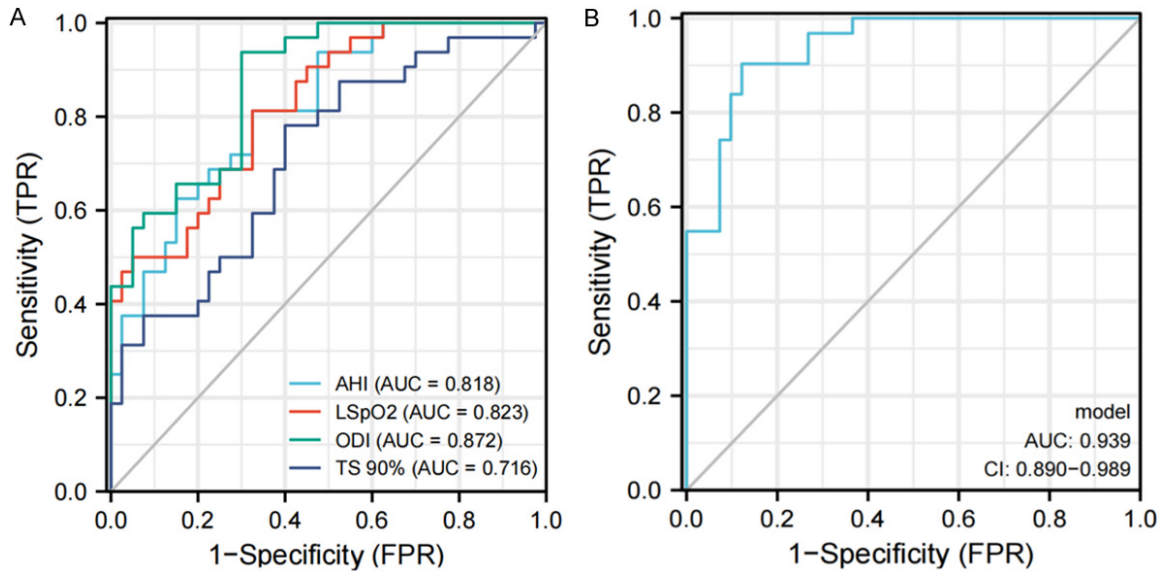 A
Sensitivity (TPR)
1.0
0.8
0.6
0.4
0.2
0.0
AHI (AUC = 0.818)
LSpO2 (AUC = 0.823)
ODI (AUC = 0.872)
TS 90% (AUC = 0.716)
0.0 0.2 0.4 0.6 0.8 1.0
1−Specificity (FPR)
B
Sensitivity (TPR)
1.0
0.8
0.6
0.4
0.2
0.0
model
AUC: 0.939
CI: 0.890−0.989
0.0 0.2 0.4 0.6 0.8 1.0
1−Specificity (FPR)